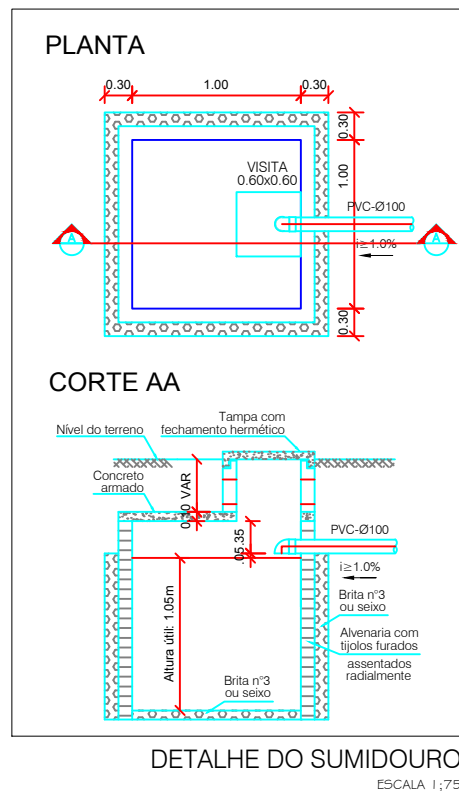 PLANTA
0.30
1.00
0.30
0.30
VISITA
0.60x0.60
1.00
PVC-Ø100
A
A
i≥1.0%
0.30
CORTE AA
Tampa com
fechamento hermético
Nível do terreno
Concreto
armado
0.10 VAR
PVC-Ø100
.05.35
i≥1.0%
Altura útil: 1.05m
Brita n°3
ou seixo
Alvenaria com
tijolos furados
assentados
radialmente
Brita n°3
ou seixo
DETALHE DO SUMIDOURO
ESCALA 1;75